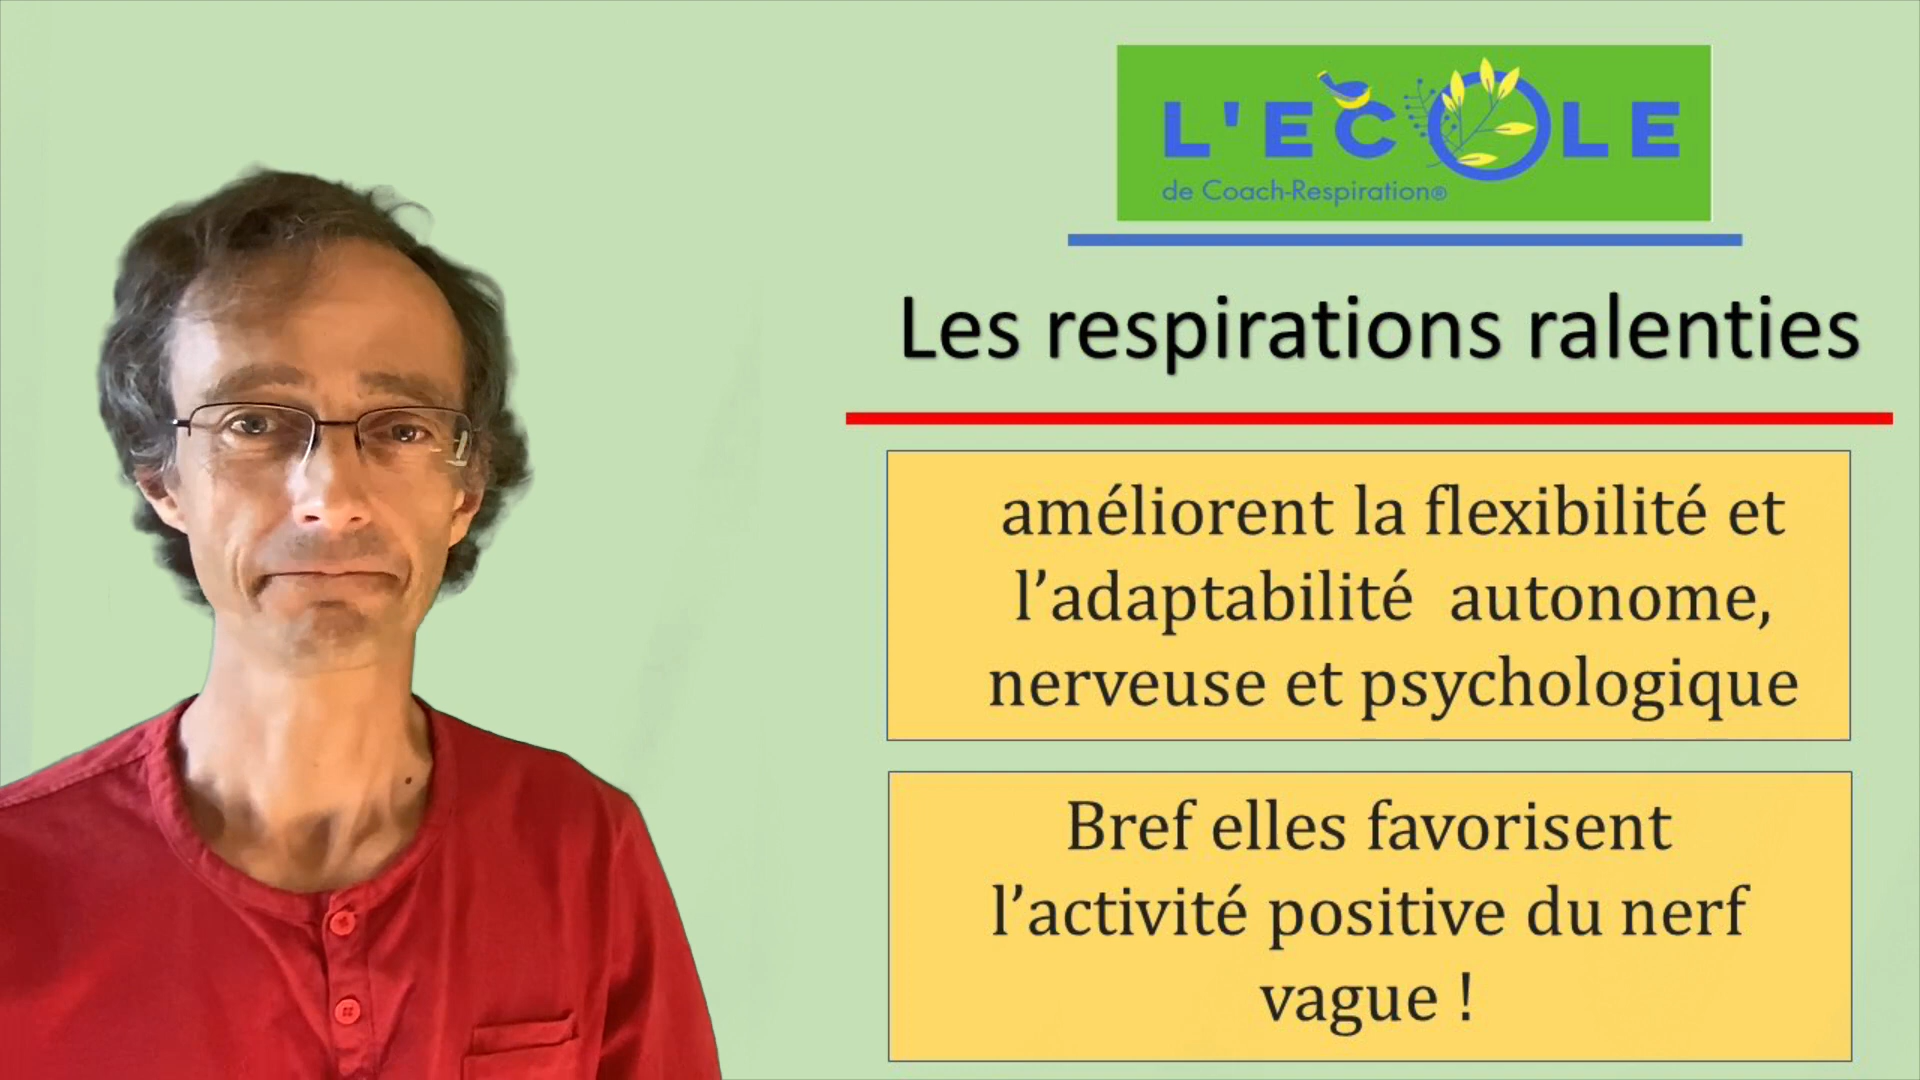 L'ECOLE
de Coach-Respiration®
Les respirations ralenties
améliorent la flexibilité et
l’adaptabilité autonome,
nerveuse et psychologique
Bref elles favorisent
l’activité positive du nerf
vague !